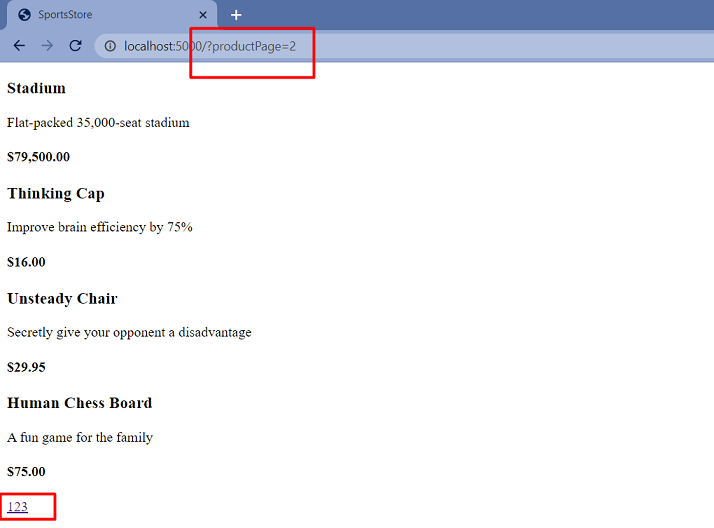 SportsStore
localhost:5000/?productPage=2
Stadium
Flat-packed 35,000-seat stadium
$79,500.00
Thinking Cap
Improve brain efficiency by 75%
$16.00
Unsteady Chair
Secretly give your opponent a disadvantage
$29.95
Human Chess Board
A fun game for the family
$75.00
123